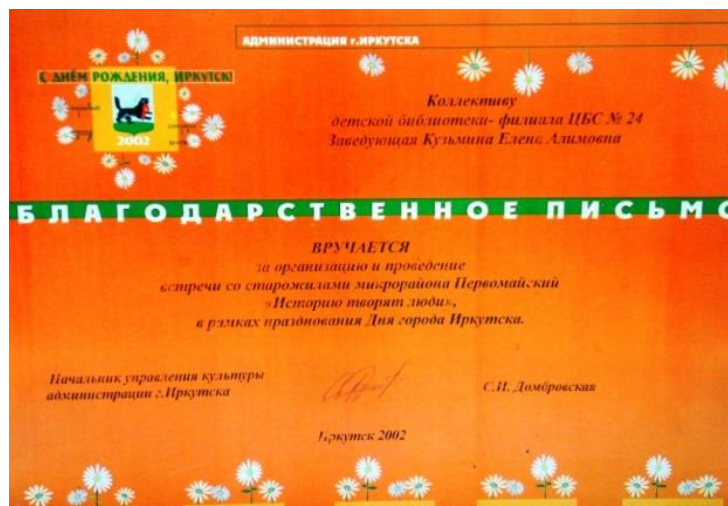 АДМИНИСТРАЦИЯ г.ИРКУТСКА
С ДНЁМ РОЖДЕНИЯ, ИРКУТСК!
2002
Коллективу
детской библиотеки- филиала ЦБС № 24
Заведующая Кузьмина Елена Алимовна
БЛАГОДАРСТВЕННОЕ ПИСЬМО
ВРУЧАЕТСЯ
за организацию и проведение
встречи со старожилами микрорайона Первомайский
«Историю творят люди»,
в рамках празднования Дня города Иркутска.
Начальник управления культуры
администрации г.Иркутска
С.И. Домбровская
Иркутск 2002